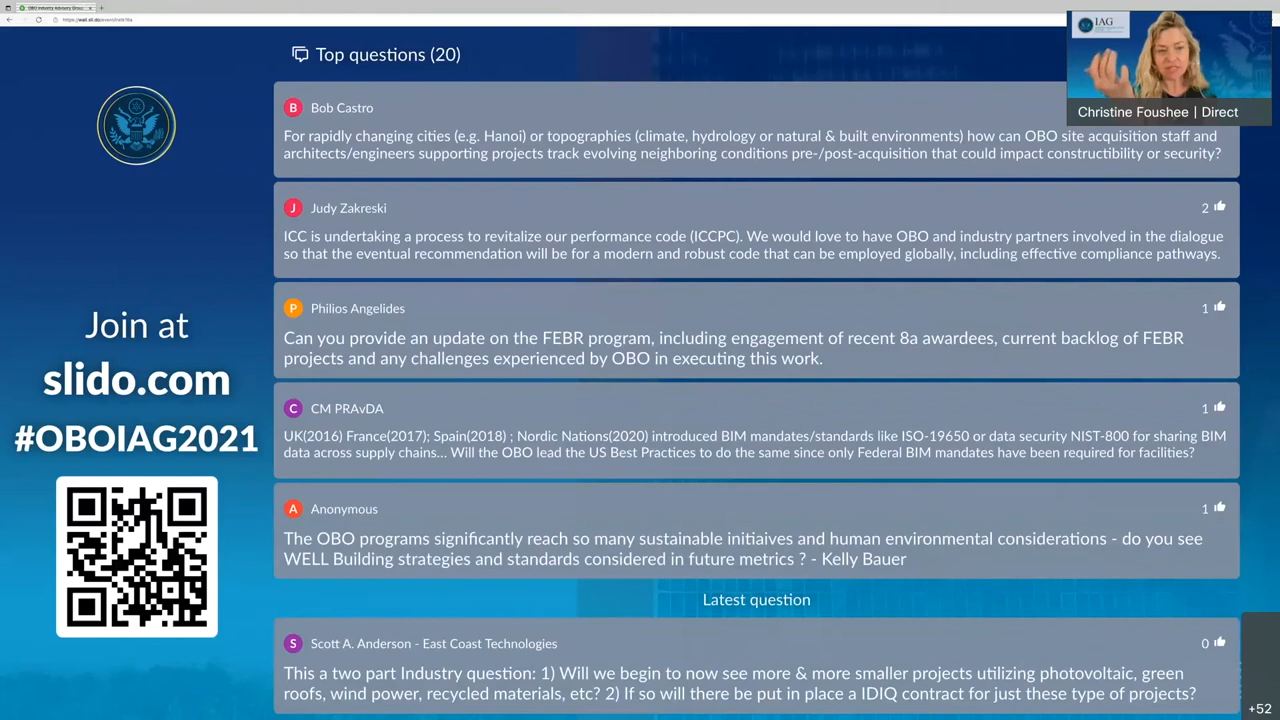 OBO Industry Advisory Group:
https://wall.sli.do/event/
Top questions (20)
IAG
Christine Foushee | Direct
B Bob Castro
For rapidly changing cities (e.g. Hanoi) or topographies (climate, hydrology or natural & built environments) how can OBO site acquisition staff and
architects/engineers supporting projects track evolving neighboring conditions pre-/post-acquisition that could impact constructibility or security?
J Judy Zakreski 2
ICC is undertaking a process to revitalize our performance code (ICCPC). We would love to have OBO and industry partners involved in the dialogue
so that the eventual recommendation will be for a modern and robust code that can be employed globally, including effective compliance pathways.
P Philios Angelides 1
Can you provide an update on the FEBR program, including engagement of recent 8a awardees, current backlog of FEBR
projects and any challenges experienced by OBO in executing this work.
C CM PRAvDA 1
UK(2016) France(2017); Spain(2018) ; Nordic Nations(2020) introduced BIM mandates/standards like ISO-19650 or data security NIST-800 for sharing BIM
data across supply chains... Will the OBO lead the US Best Practices to do the same since only Federal BIM mandates have been required for facilities?
A Anonymous 1
The OBO programs significantly reach so many sustainable initiaives and human environmental considerations - do you see
WELL Building strategies and standards considered in future metrics ? - Kelly Bauer
Latest question
S Scott A. Anderson - East Coast Technologies 0
This a two part Industry question: 1) Will we begin to now see more & more smaller projects utilizing photovoltaic, green
roofs, wind power, recycled materials, etc? 2) If so will there be put in place a IDIQ contract for just these type of projects?
Join at
slido.com
#OBOIAG2021
+52